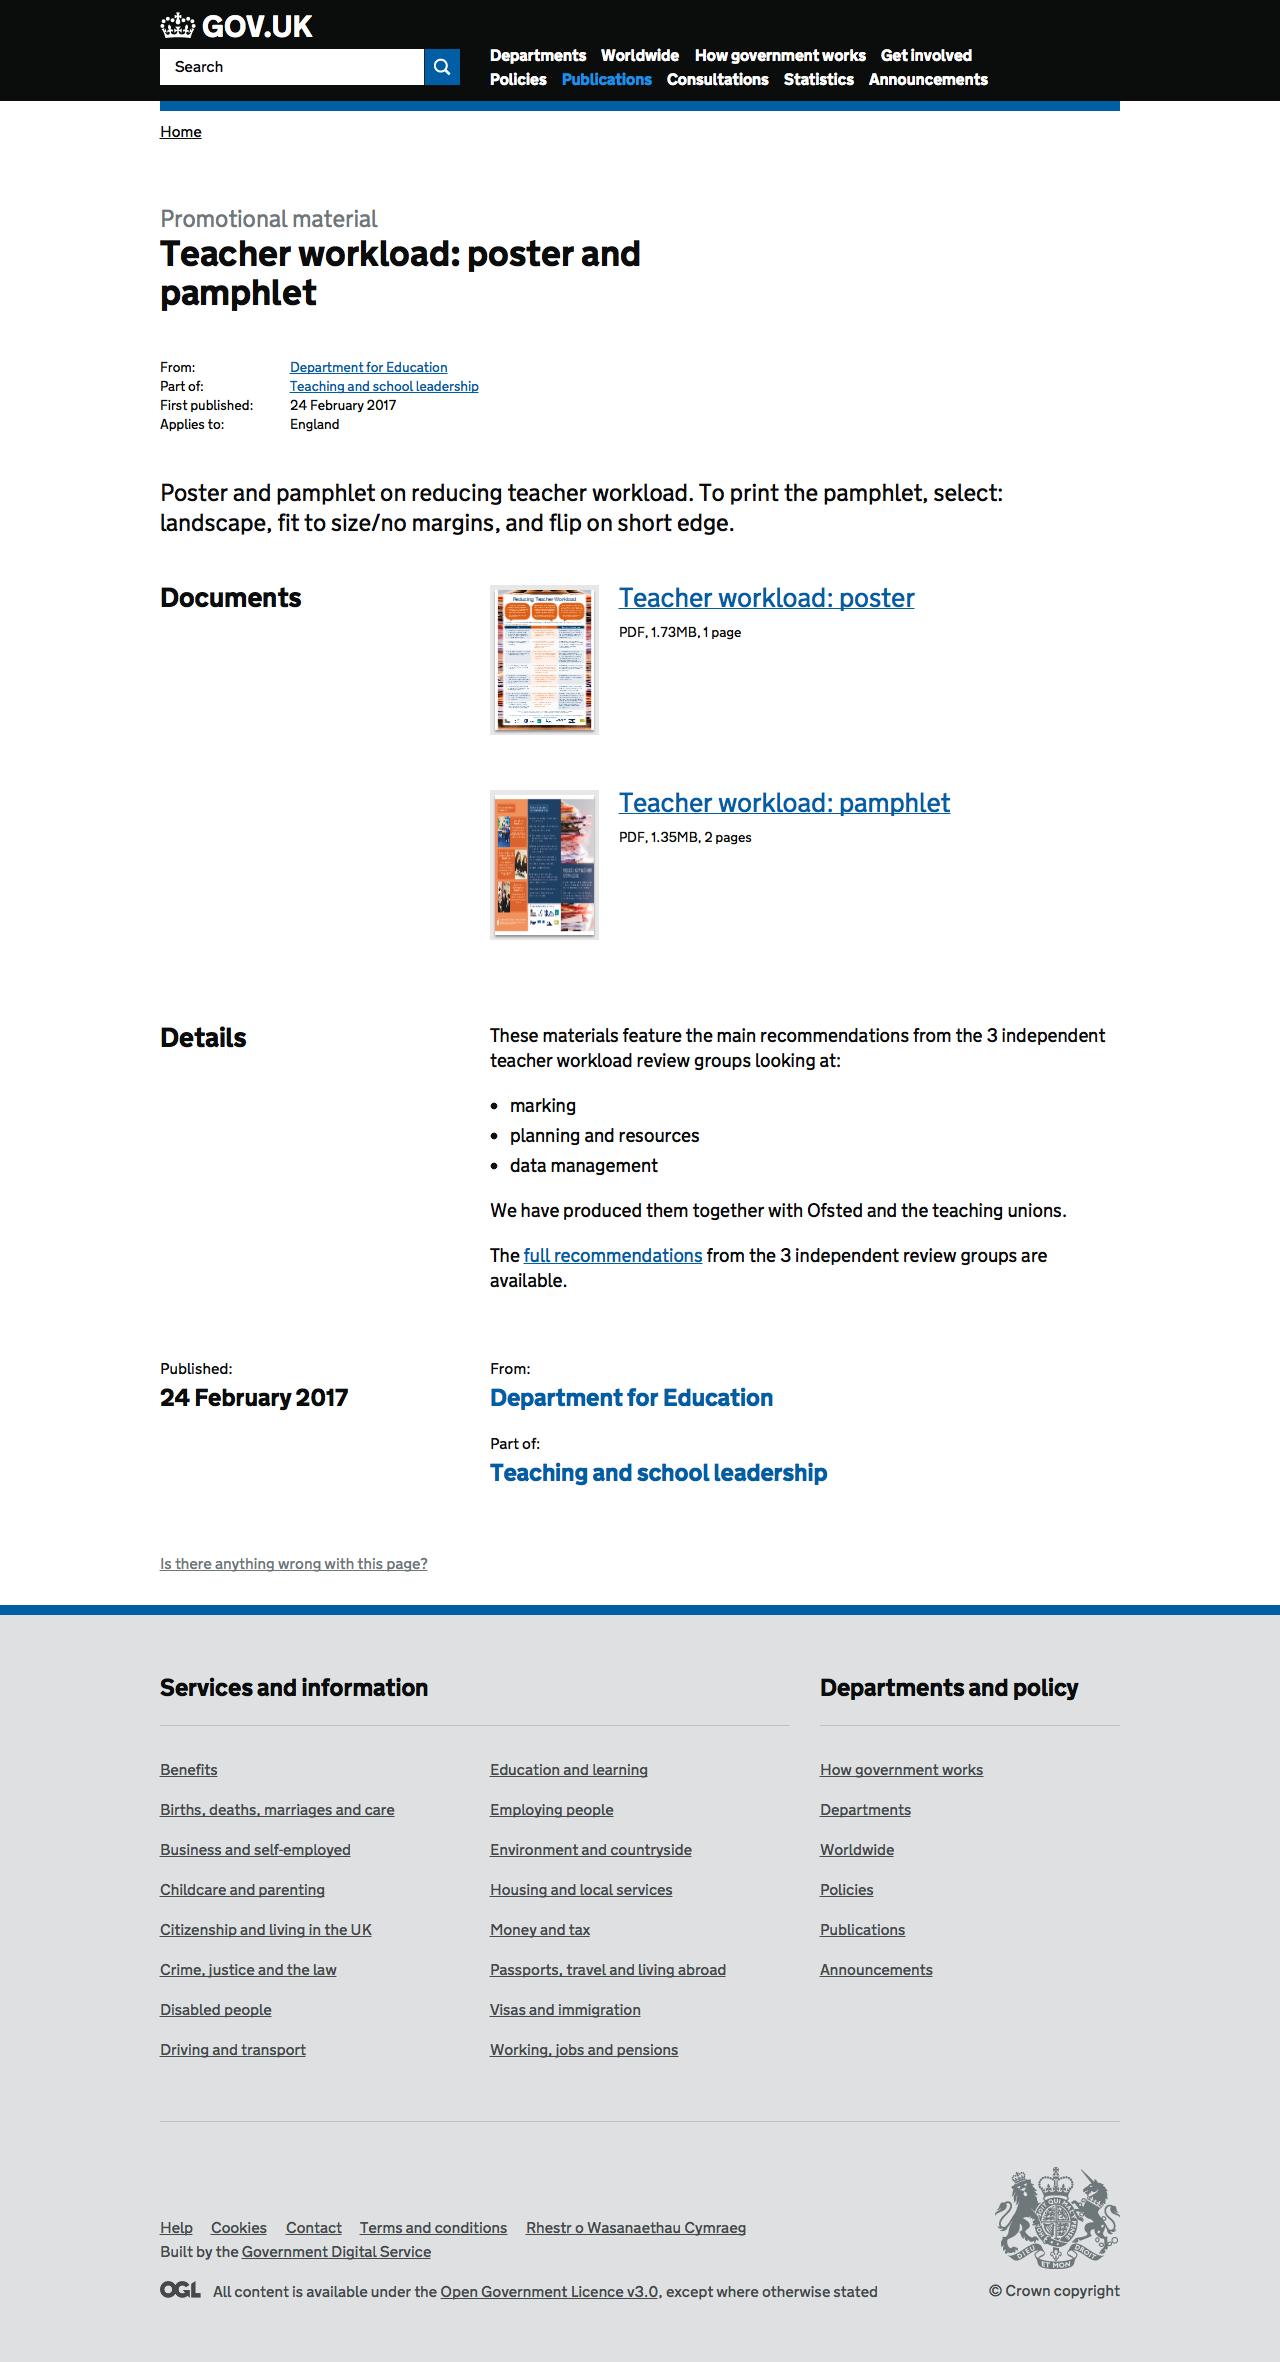 GOV.UK
Search
Departments Worldwide How government works Get involved
Policies Publications Consultations Statistics Announcements
Home
Promotional material
Teacher workload: poster and
pamphlet
From: Department for Education
Part of: Teaching and school leadership
First published: 24 February 2017
Applies to: England
Poster and pamphlet on reducing teacher workload. To print the pamphlet, select:
landscape, fit to size/no margins, and flip on short edge.
Documents
Reducing Teacher Workload
Teacher workload: poster
PDF, 1.73MB, 1 page
Teacher workload: pamphlet
PDF, 1.35MB, 2 pages
Details
These materials feature the main recommendations from the 3 independent
teacher workload review groups looking at:
• marking
• planning and resources
• data management
We have produced them together with Ofsted and the teaching unions.
The full recommendations from the 3 independent review groups are
available.
Published:
24 February 2017
From:
Department for Education
Part of:
Teaching and school leadership
Is there anything wrong with this page?
Services and information
Benefits
Births, deaths, marriages and care
Business and self-employed
Childcare and parenting
Citizenship and living in the UK
Crime, justice and the law
Disabled people
Driving and transport
Education and learning
Employing people
Environment and countryside
Housing and local services
Money and tax
Passports, travel and living abroad
Visas and immigration
Working, jobs and pensions
Departments and policy
How government works
Departments
Worldwide
Policies
Publications
Announcements
Help Cookies Contact Terms and conditions Rhestr o Wasanaethau Cymraeg
Built by the Government Digital Service
OGL All content is available under the Open Government Licence v3.0, except where otherwise stated
DIEU ET MON DROIT
© Crown copyright